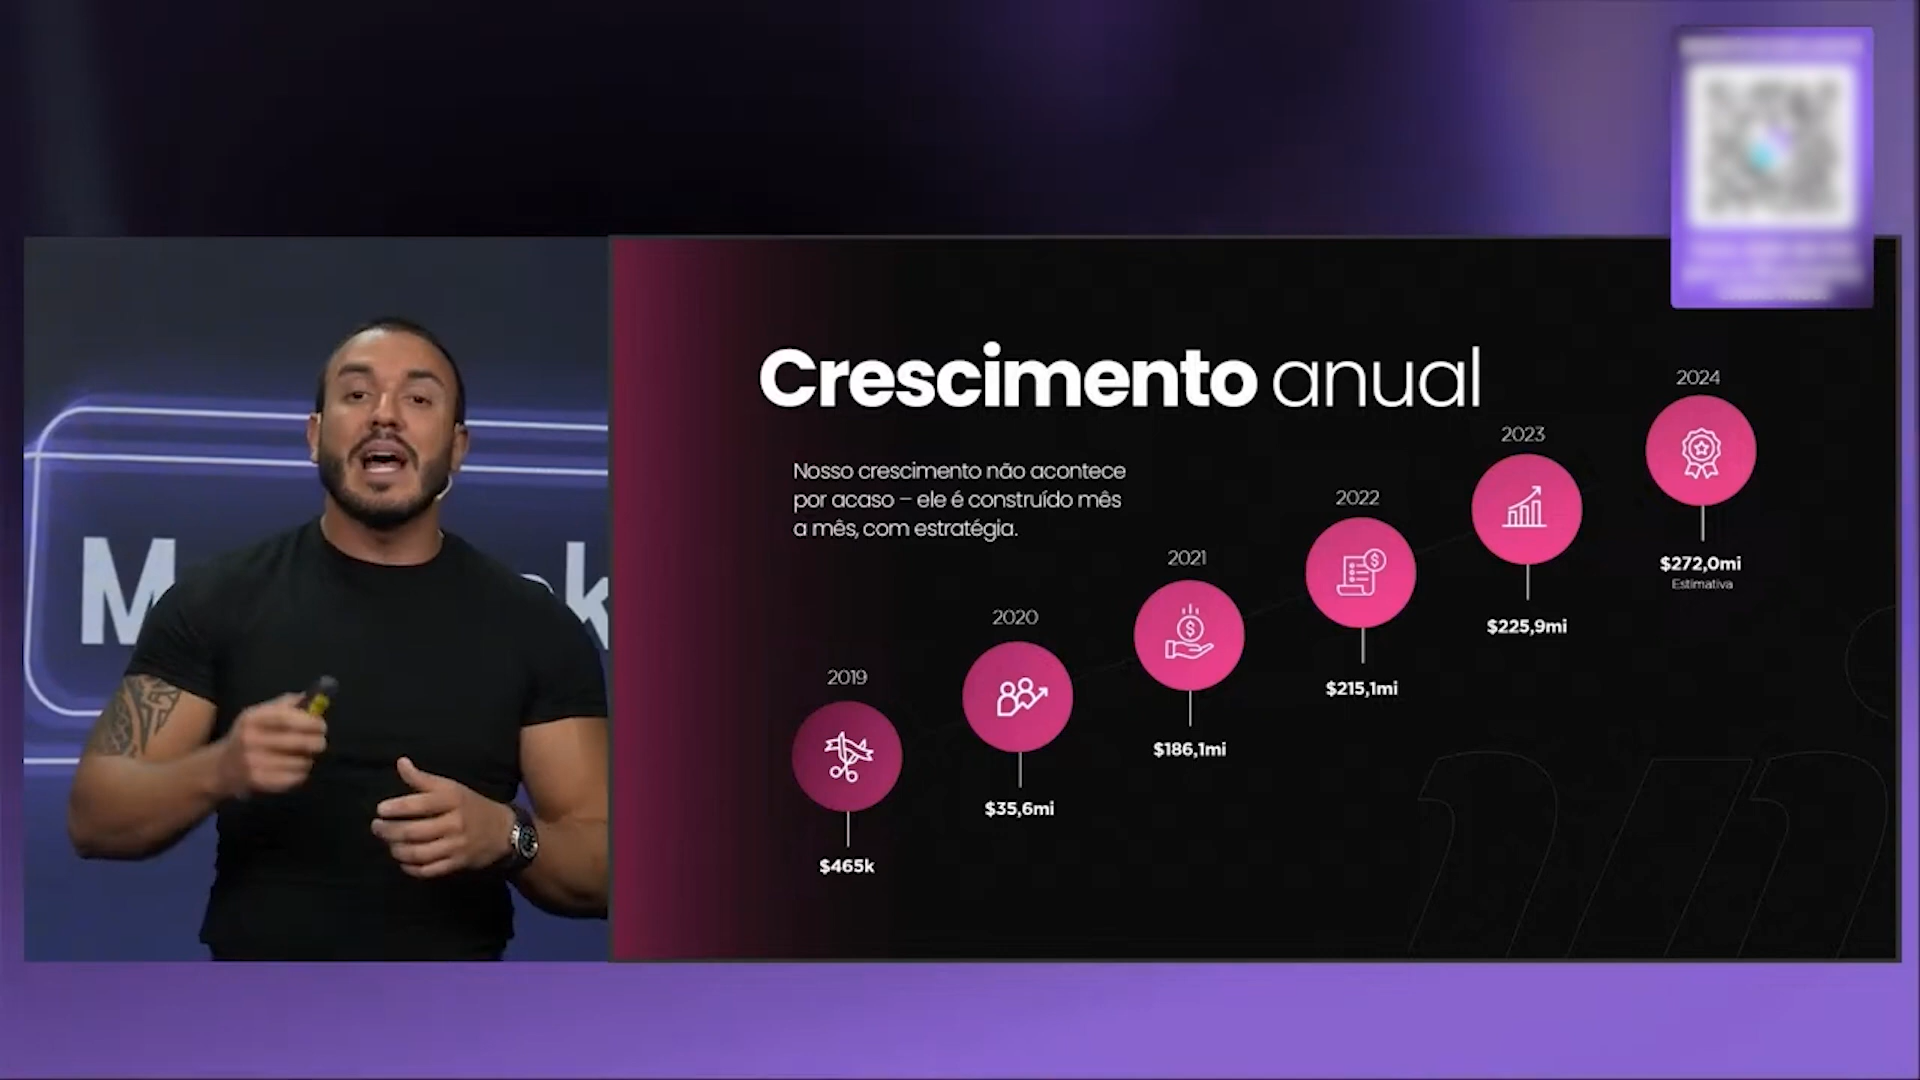 Crescimento anual
Nosso crescimento não acontece
por acaso – ele é construído mês
a mês, com estratégia.
2019
$465k
2020
$35,6mi
2021
$186,1mi
2022
$215,1mi
2023
$225,9mi
2024
$272,0mi
Estimativa